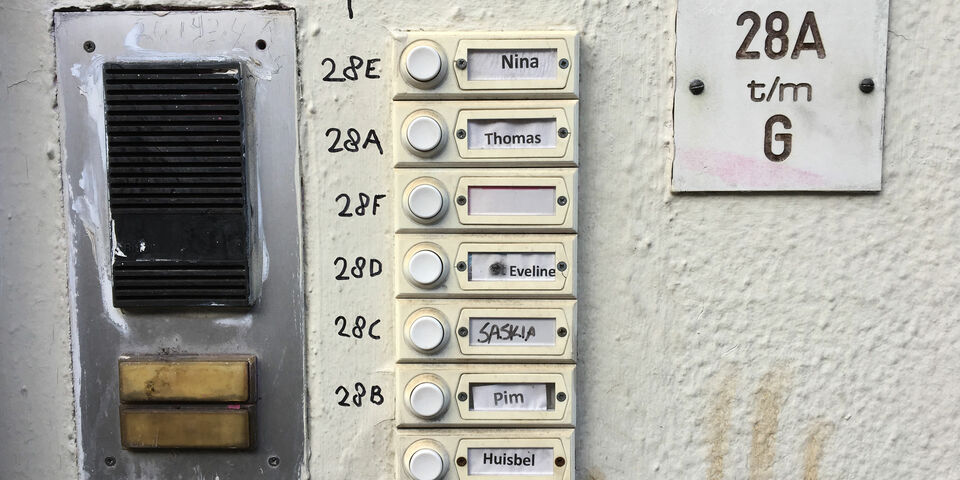 28E Nina
28A Thomas
28F
28D Eveline
28C SASKIA
28B Pim
Huisbel
28A
t/m
G